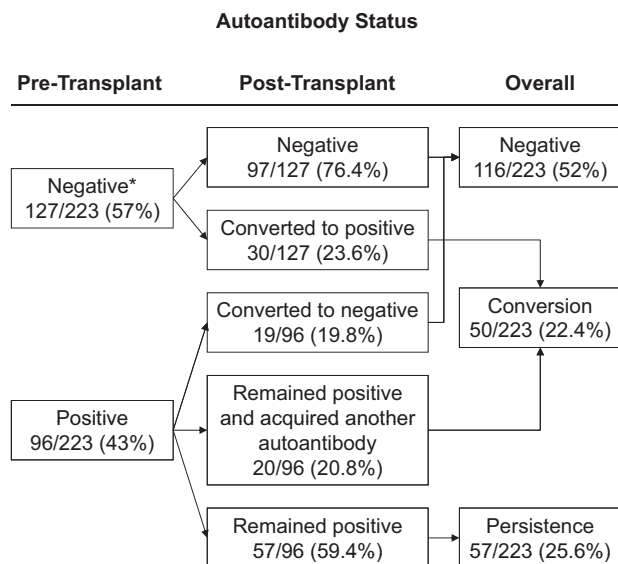 Autoantibody Status
Pre-Transplant
Post-Transplant
Overall
Negative*
127/223 (57%)
Positive
96/223 (43%)
Negative
97/127 (76.4%)
Converted to positive
30/127 (23.6%)
Converted to negative
19/96 (19.8%)
Remained positive
and acquired another
autoantibody
20/96 (20.8%)
Remained positive
57/96 (59.4%)
Negative
116/223 (52%)
Conversion
50/223 (22.4%)
Persistence
57/223 (25.6%)